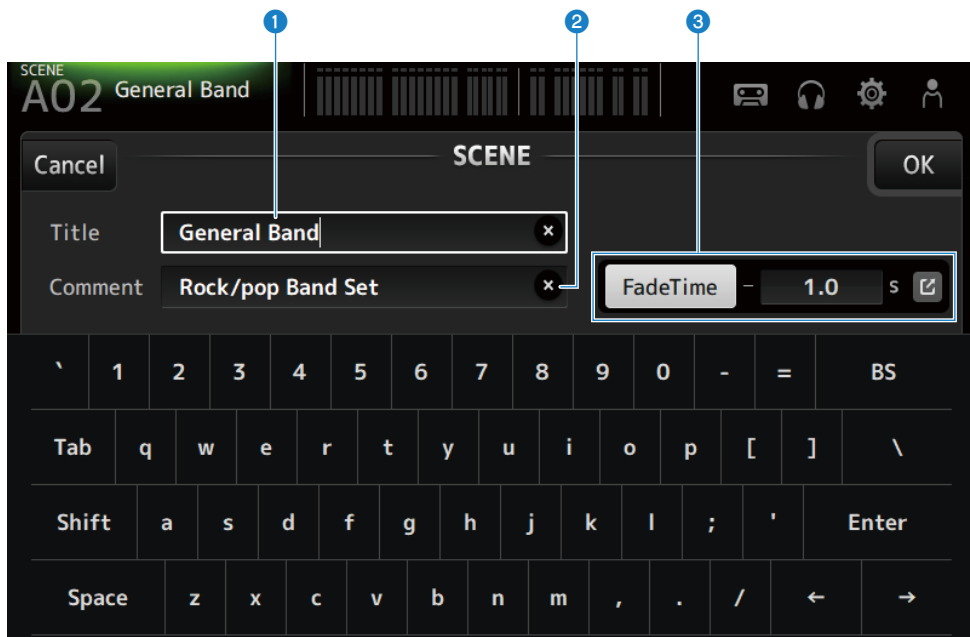 1 2 3
SCENE
A02 General Band
Cancel SCENE OK
Title General Band
Comment Rock/pop Band Set FadeTime – 1.0 s
` 1 2 3 4 5 6 7 8 9 0 - = BS
Tab q w e r t y u i o p [ ] \
Shift a s d f g h j k l ; ' Enter
Space z x c v b n m , . / ← →